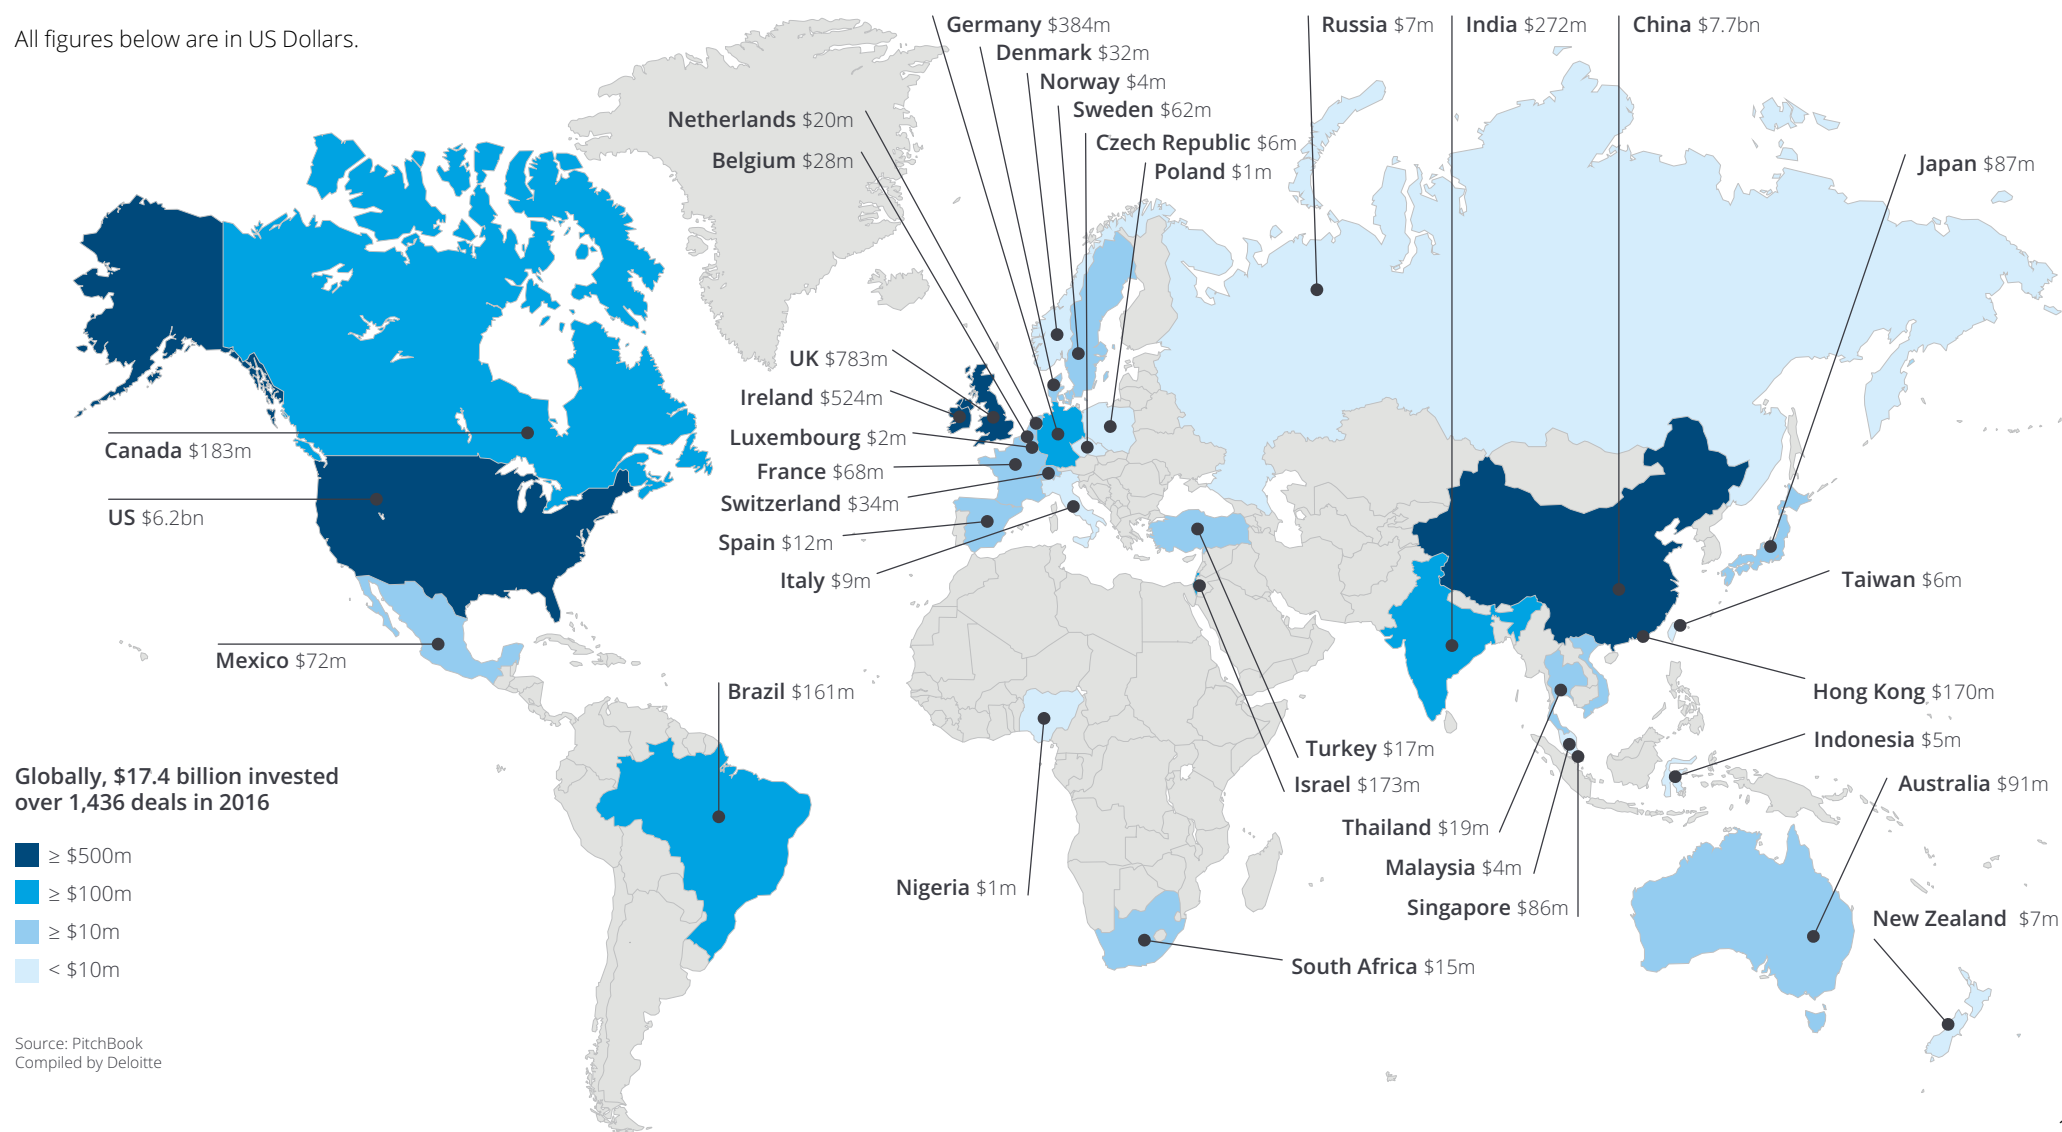 All figures below are in US Dollars.
Germany $384m
Denmark $32m
Norway $4m
Sweden $62m
Czech Republic $6m
Poland $1m
Russia $7m
India $272m
China $7.7bn
Japan $87m
Netherlands $20m
Belgium $28m
UK $783m
Ireland $524m
Luxembourg $2m
France $68m
Switzerland $34m
Spain $12m
Italy $9m
Canada $183m
US $6.2bn
Mexico $72m
Brazil $161m
Taiwan $6m
Hong Kong $170m
Indonesia $5m
Australia $91m
New Zealand $7m
Turkey $17m
Israel $173m
Thailand $19m
Malaysia $4m
Singapore $86m
Nigeria $1m
South Africa $15m
Globally, $17.4 billion invested
over 1,436 deals in 2016
≥ $500m
≥ $100m
≥ $10m
< $10m
Source: PitchBook
Compiled by Deloitte